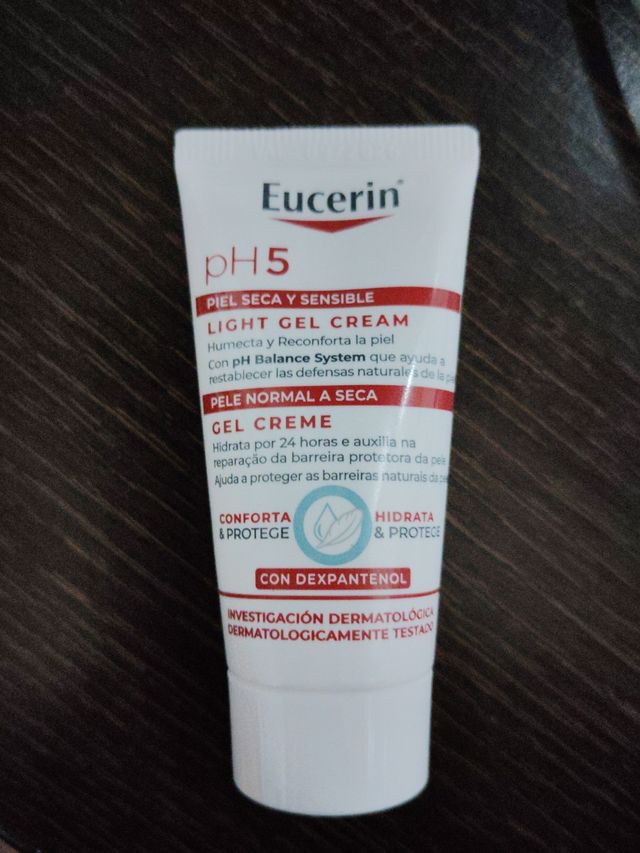 Eucerin®
pH5
PIEL SECA Y SENSIBLE
LIGHT GEL CREAM
Humecta y Reconforta la piel
Con pH Balance System que ayuda a
restablecer las defensas naturales de la
PELE NORMAL A SECA
GEL CREME
Hidrata por 24 horas e auxilia na
reparação da barreira protetora da pele
Ajuda a proteger as barreiras naturais da
CONFORTA
& PROTEGE
HIDRATA
& PROTEGE
CON DEXPANTENOL
INVESTIGACIÓN DERMATOLÓGICA
DERMATOLOGICAMENTE TESTADO